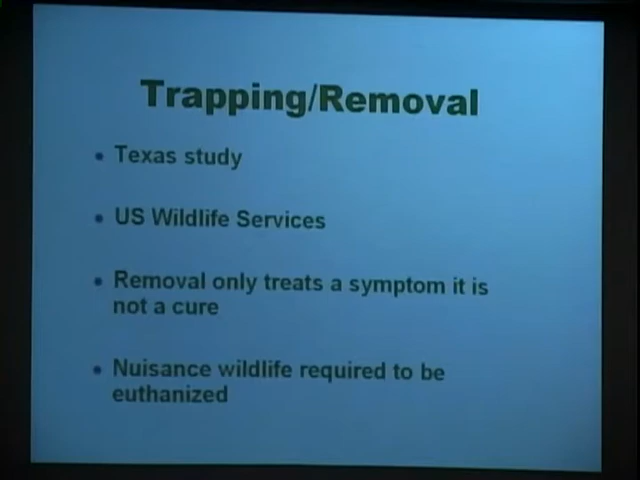 Trapping/Removal
• Texas study
• US Wildlife Services
• Removal only treats a symptom it is
not a cure
• Nuisance wildlife required to be
euthanized